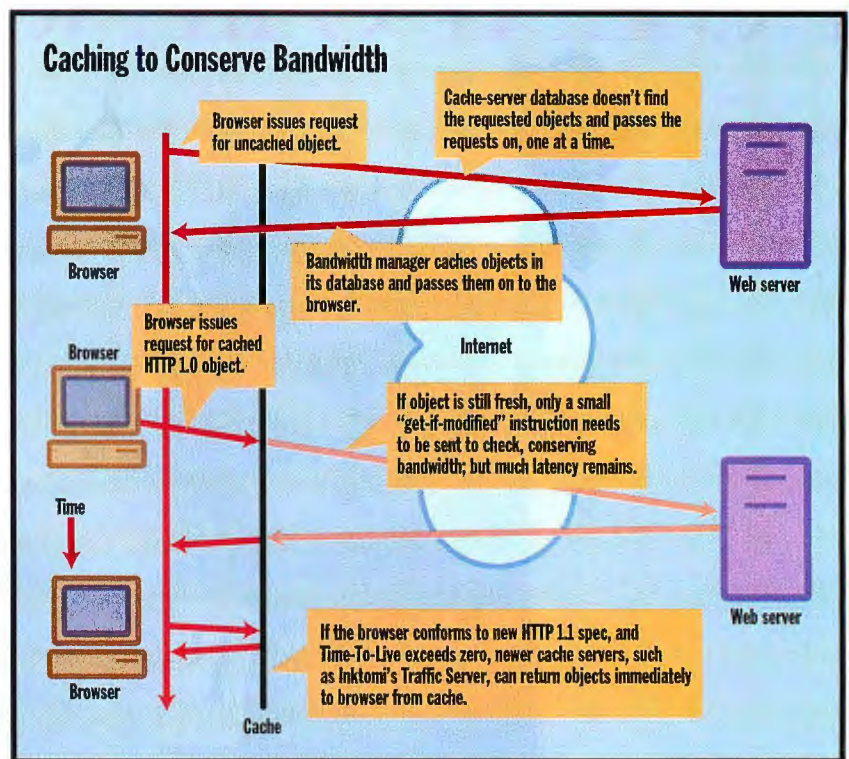 Caching to Conserve Bandwidth
Browser issues request
for uncached object.
Cache-server database doesn't find
the requested objects and passes the
requests on, one at a time.
Browser
Web server
Bandwidth manager caches objects in
its database and passes them on to the
browser.
Browser issues
request for cached
HTTP 1.0 object.
Browser
Internet
If object is still fresh, only a small
"get-if-modified" instruction needs
to be sent to check, conserving
bandwidth; but much latency remains.
Time
Web server
If the browser conforms to new HTTP 1.1 spec, and
Time-To-Live exceeds zero, newer cache servers, such
as Inktomi's Traffic Server, can return objects immediately
to browser from cache.
Browser
Cache